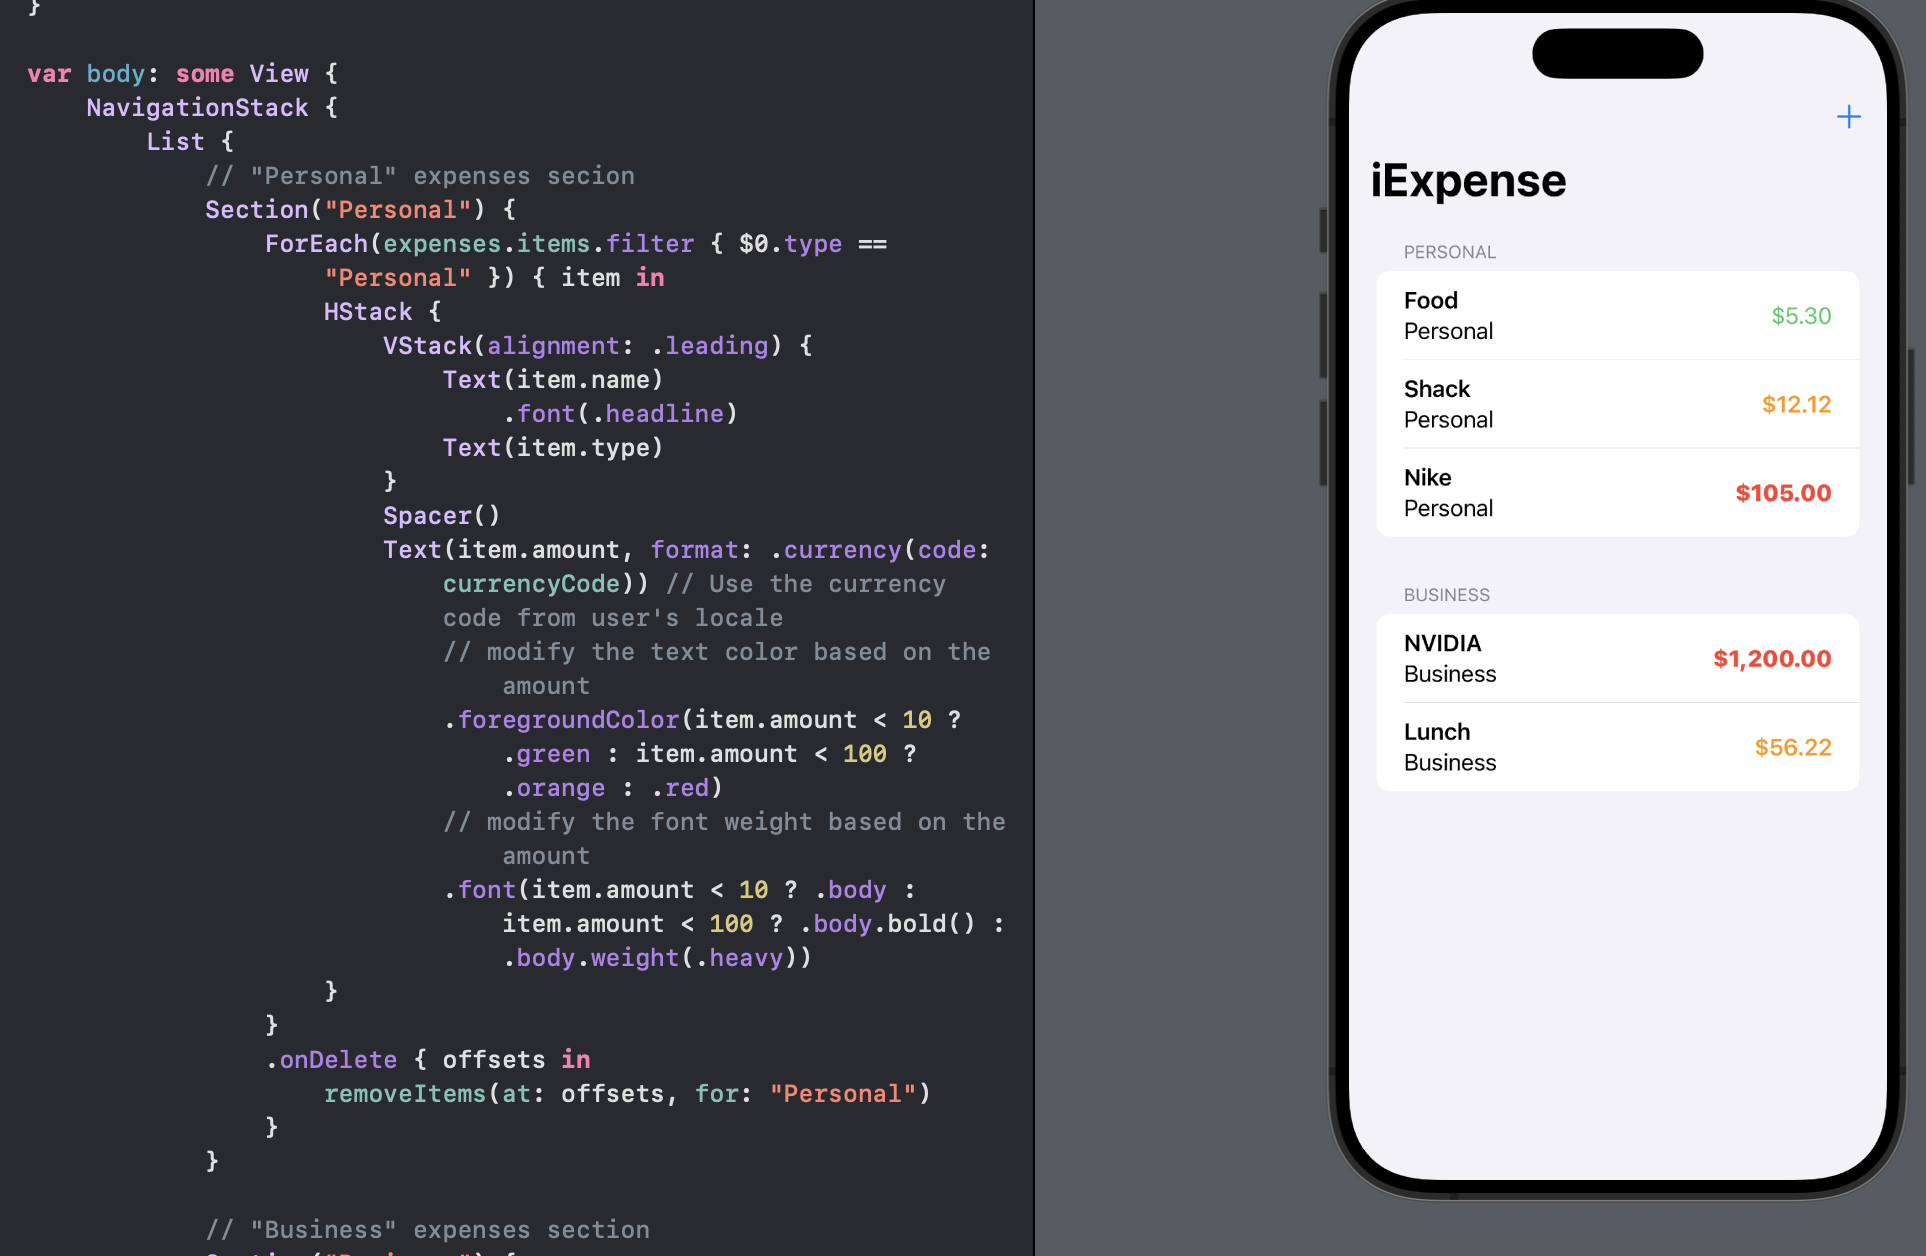 }
var body: some View {
NavigationStack {
List {
// "Personal" expenses secion
Section("Personal") {
ForEach(expenses.items.filter { $0.type ==
"Personal" }) { item in
HStack {
VStack(alignment: .leading) {
Text(item.name)
.font(.headline)
Text(item.type)
}
Spacer()
Text(item.amount, format: .currency(code:
currencyCode)) // Use the currency
code from user's locale
// modify the text color based on the
amount
.foregroundColor(item.amount < 10 ?
.green : item.amount < 100 ?
.orange : .red)
// modify the font weight based on the
amount
.font(item.amount < 10 ? .body :
item.amount < 100 ? .body.bold() :
.body.weight(.heavy))
}
}
.onDelete { offsets in
removeItems(at: offsets, for: "Personal")
}
}
// "Business" expenses section
+
iExpense
PERSONAL
Food
Personal
$5.30
Shack
Personal
$12.12
Nike
Personal
$105.00
BUSINESS
NVIDIA
Business
$1,200.00
Lunch
Business
$56.22